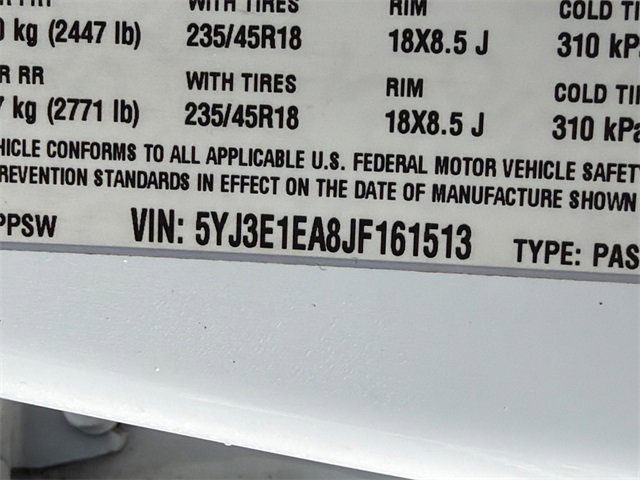 WITH TIRES RIM COLD TI
kg (2447 lb) 235/45R18 18X8.5 J 310 kPa
RR WITH TIRES RIM COLD TI
kg (2771 lb) 235/45R18 18X8.5 J 310 kPa
HICLE CONFORMS TO ALL APPLICABLE U.S. FEDERAL MOTOR VEHICLE SAFETY
REVENTION STANDARDS IN EFFECT ON THE DATE OF MANUFACTURE SHOWN
PPSW VIN: 5YJ3E1EA8JF161513 TYPE: PAS